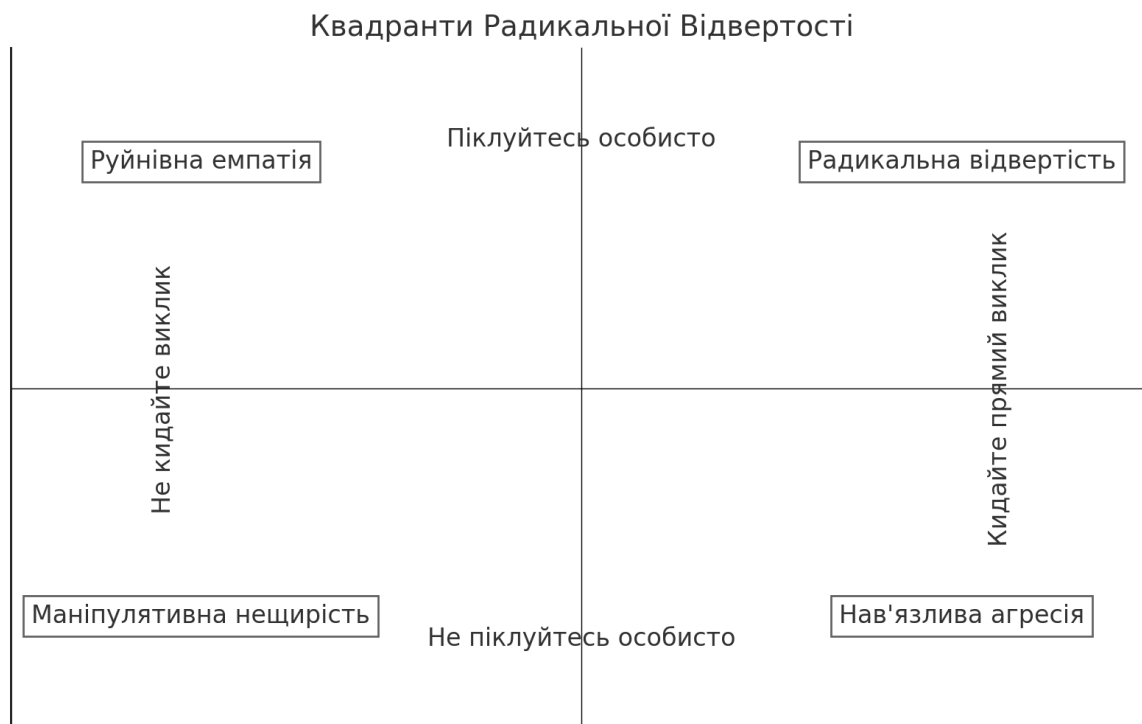 Квадранти Радикальної Відвертості
Піклуйтесь особисто
Руйнівна емпатія
Радикальна відвертість
Не кидайте виклик
Кидайте прямий виклик
Маніпулятивна нещирість
Нав'язлива агресія
Не піклуйтесь особисто